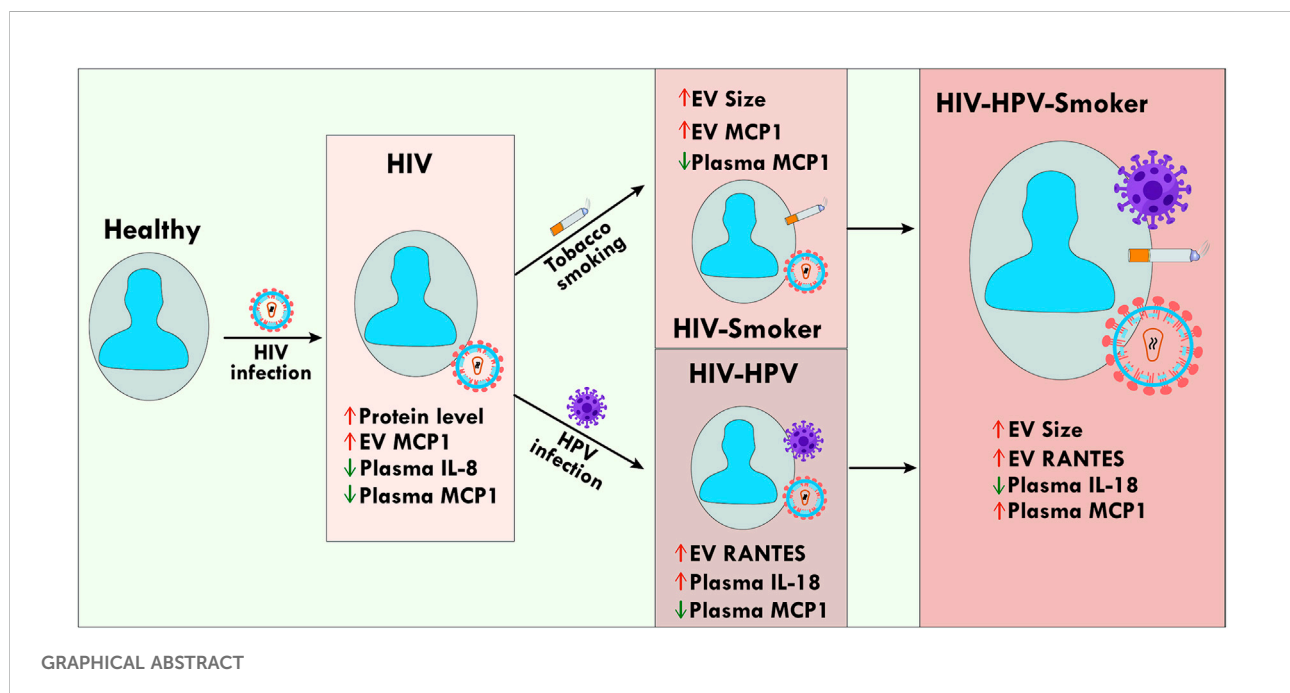 Healthy
HIV
infection
HIV
↑Protein level
↑EV MCP1
↓Plasma IL-8
↓Plasma MCP1
Tobacco
smoking
HPV
infection
↑EV Size
↑EV MCP1
↓Plasma MCP1
HIV-Smoker
HIV-HPV
↑EV RANTES
↑Plasma IL-18
↓Plasma MCP1
HIV-HPV-Smoker
↑EV Size
↑EV RANTES
↓Plasma IL-18
↑Plasma MCP1
GRAPHICAL ABSTRACT